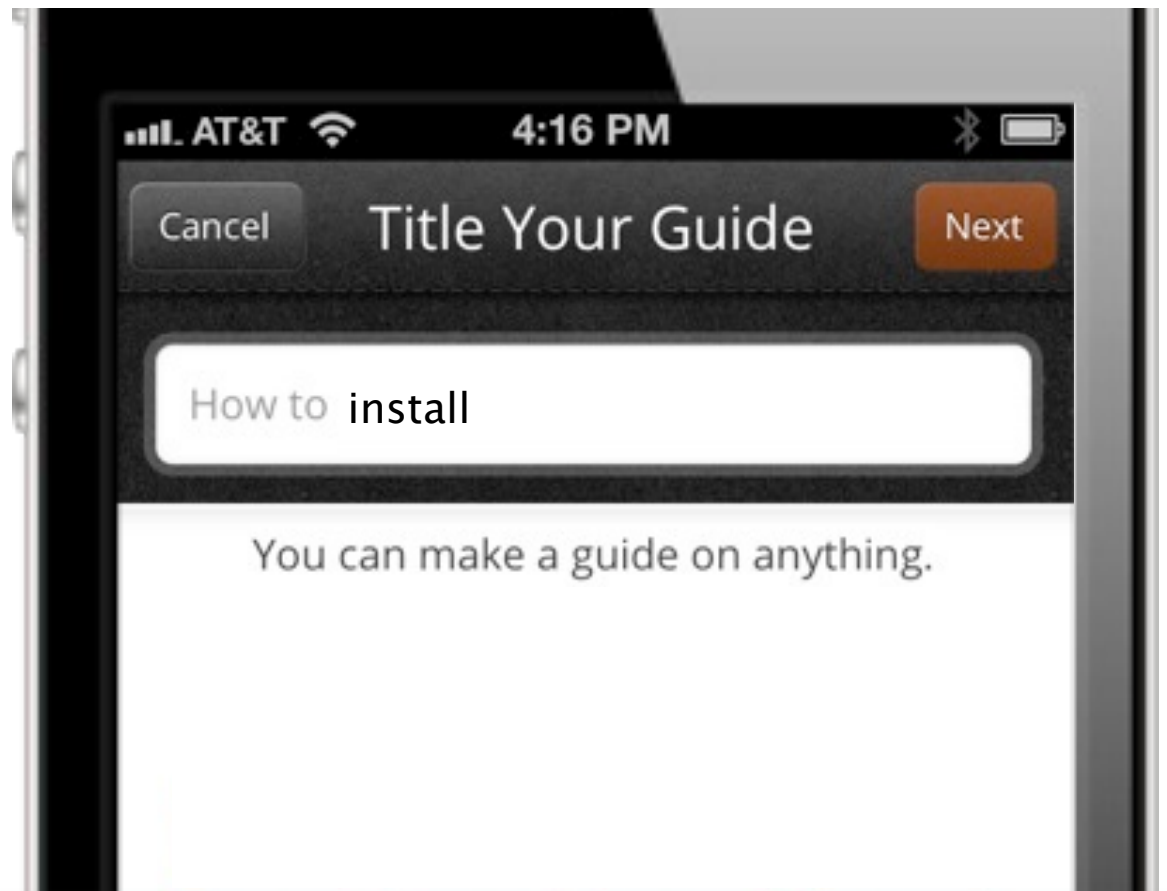 AT&T 4:16 PM
Cancel Title Your Guide Next
How to install
You can make a guide on anything.